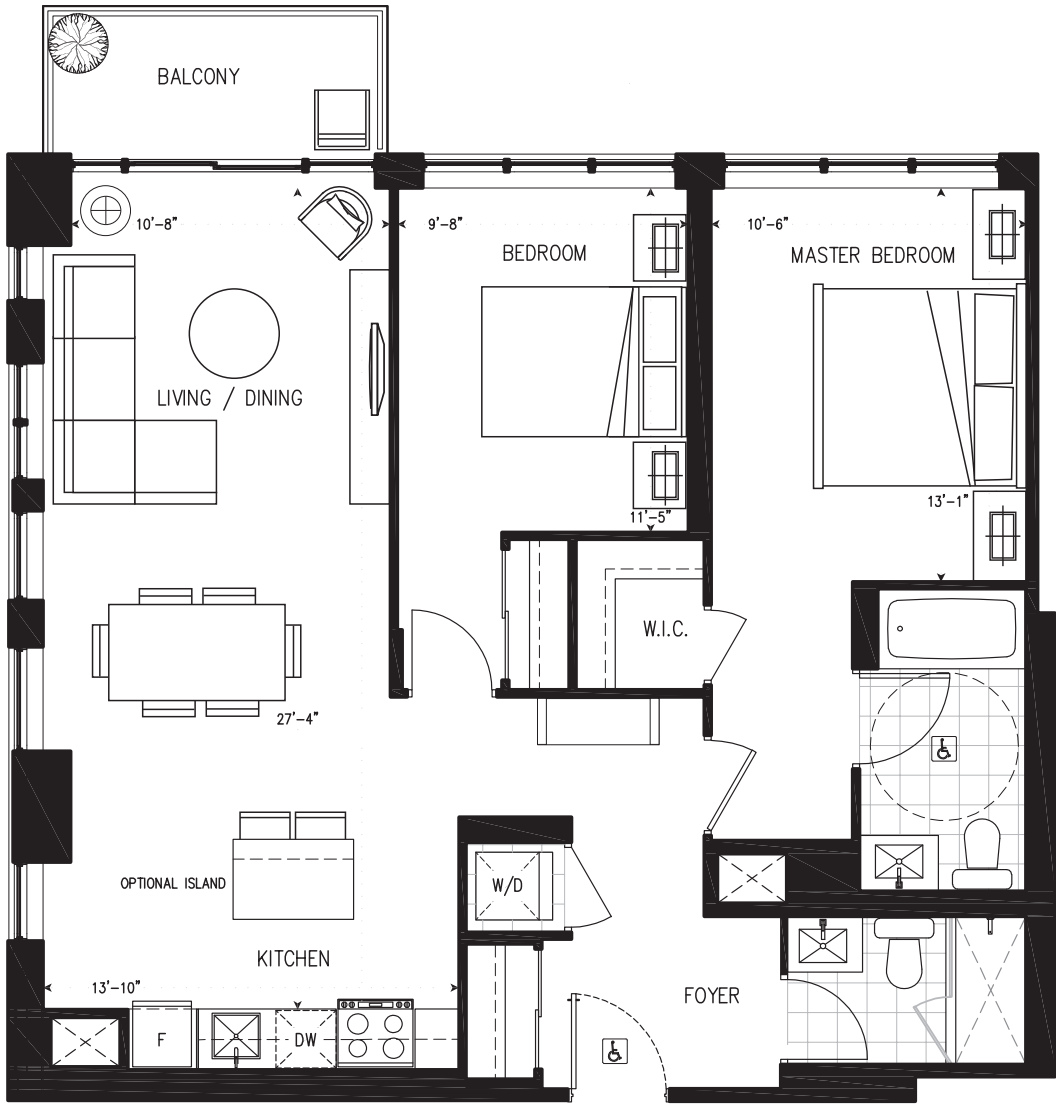 BALCONY
10'-8"
9'-8"
10'-6"
BEDROOM
MASTER BEDROOM
LIVING / DINING
13'-1"
11'-5"
W.I.C.
27'-4"
OPTIONAL ISLAND
W/D
KITCHEN
13'-10"
FOYER
F
DW